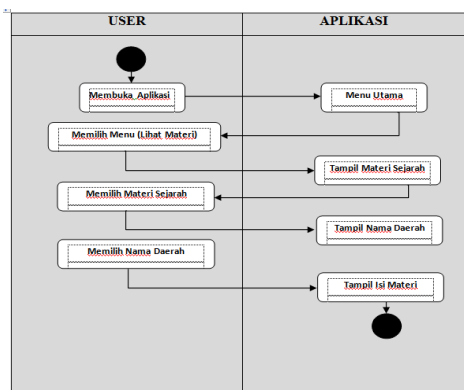 USER
APLIKASI
Membuka Aplikasi
Menu Utama
Memilih Menu (Lihat Materi)
Tampil Materi Sejarah
Memilih Materi Sejarah
Tampil Nama Daerah
Memilih Nama Daerah
Tampil Isi Materi